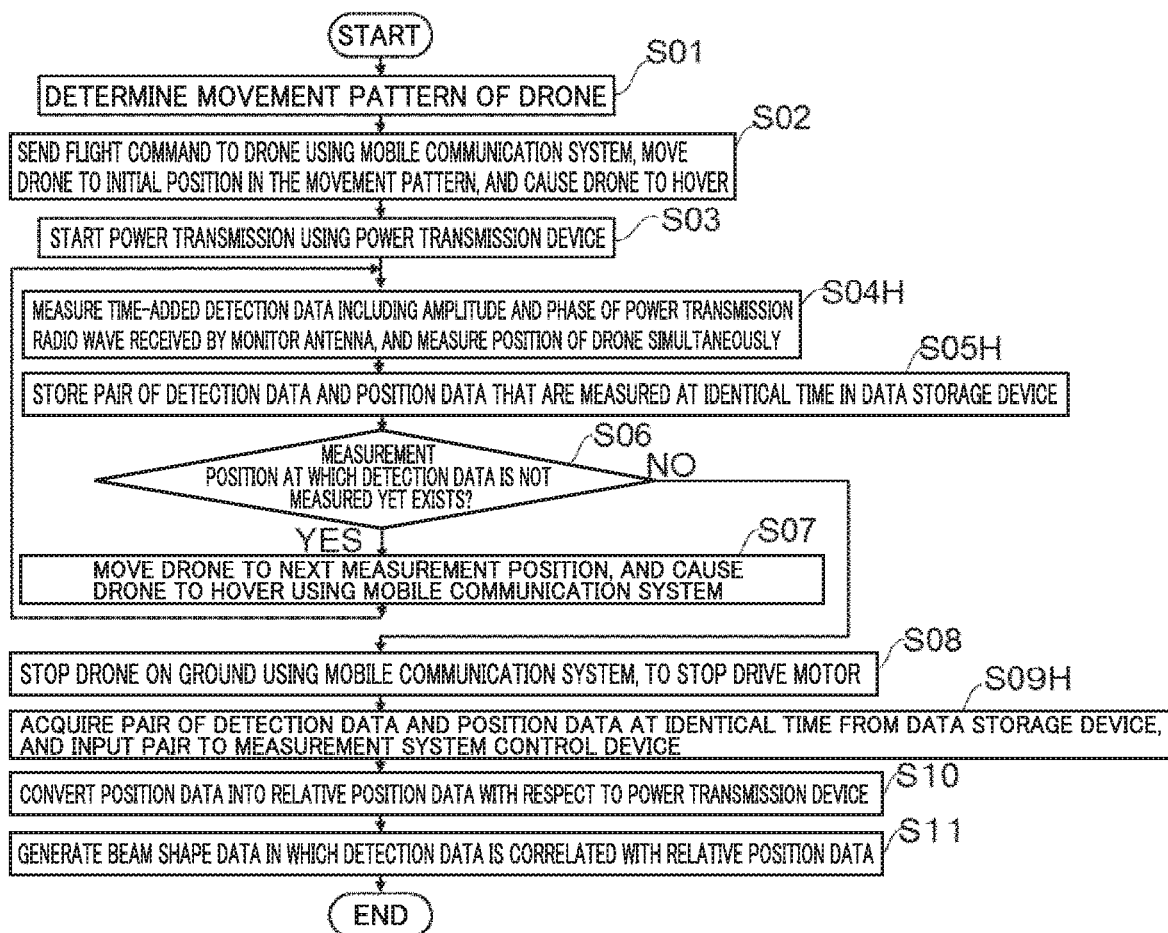 START
S01
DETERMINE MOVEMENT PATTERN OF DRONE
S02
SEND FLIGHT COMMAND TO DRONE USING MOBILE COMMUNICATION SYSTEM, MOVE
DRONE TO INITIAL POSITION IN THE MOVEMENT PATTERN, AND CAUSE DRONE TO HOVER
S03
START POWER TRANSMISSION USING POWER TRANSMISSION DEVICE
S04H
MEASURE TIME-ADDED DETECTION DATA INCLUDING AMPLITUDE AND PHASE OF POWER TRANSMISSION
RADIO WAVE RECEIVED BY MONITOR ANTENNA, AND MEASURE POSITION OF DRONE SIMULTANEOUSLY
S05H
STORE PAIR OF DETECTION DATA AND POSITION DATA THAT ARE MEASURED AT IDENTICAL TIME IN DATA STORAGE DEVICE
S06
MEASUREMENT
POSITION AT WHICH DETECTION DATA IS NOT
MEASURED YET EXISTS?
NO
YES
S07
MOVE DRONE TO NEXT MEASUREMENT POSITION, AND CAUSE
DRONE TO HOVER USING MOBILE COMMUNICATION SYSTEM
S08
STOP DRONE ON GROUND USING MOBILE COMMUNICATION SYSTEM, TO STOP DRIVE MOTOR
S09H
ACQUIRE PAIR OF DETECTION DATA AND POSITION DATA AT IDENTICAL TIME FROM DATA STORAGE DEVICE,
AND INPUT PAIR TO MEASUREMENT SYSTEM CONTROL DEVICE
S10
CONVERT POSITION DATA INTO RELATIVE POSITION DATA WITH RESPECT TO POWER TRANSMISSION DEVICE
S11
GENERATE BEAM SHAPE DATA IN WHICH DETECTION DATA IS CORRELATED WITH RELATIVE POSITION DATA
END